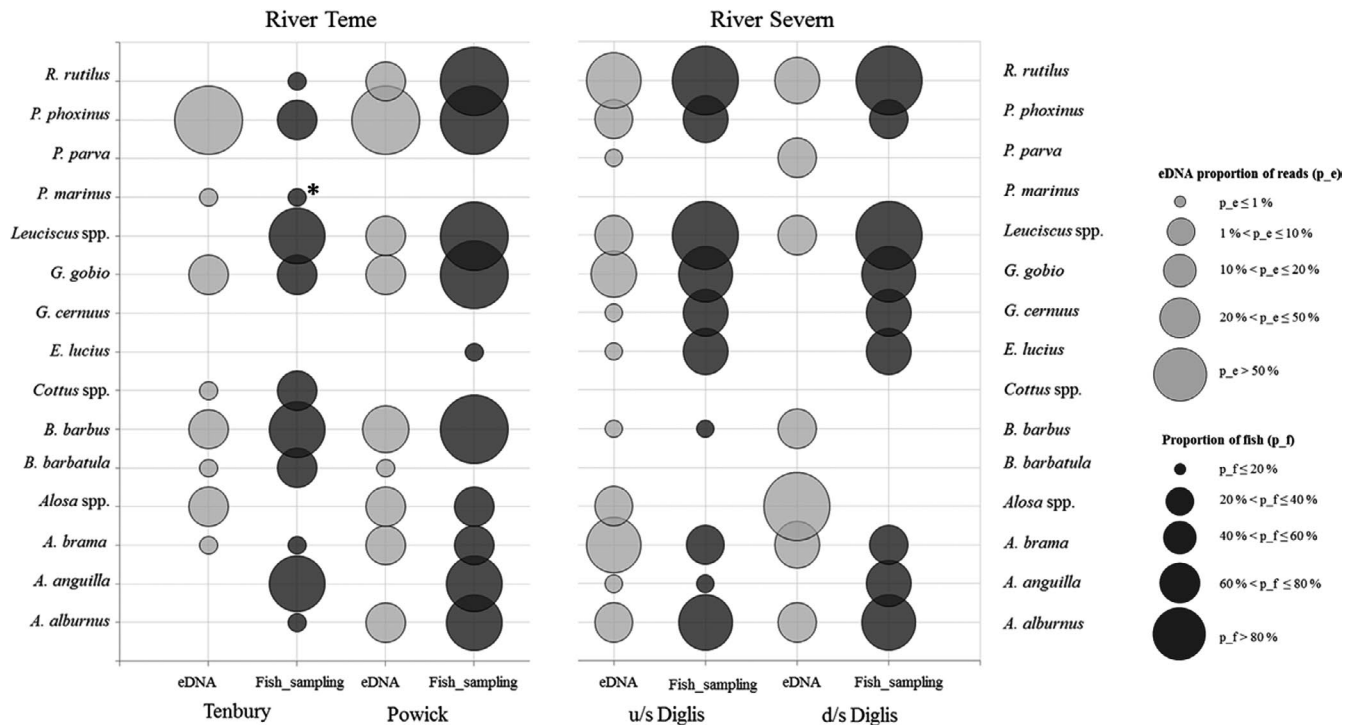 River Teme
River Severn
R. rutilus
P. phoxinus
P. parva
P. marinus
*
Leuciscus spp.
G. gobio
G. cernuus
E. lucius
Cottus spp.
B. barbus
B. barbatula
Alosa spp.
A. brama
A. anguilla
A. alburnus
eDNA Fish_sampling eDNA Fish_sampling
Tenbury Powick
eDNA Fish_sampling eDNA Fish_sampling
u/s Diglis d/s Diglis
R. rutilus
P. phoxinus
P. parva
P. marinus
Leuciscus spp.
G. gobio
G. cernuus
E. lucius
Cottus spp.
B. barbus
B. barbatula
Alosa spp.
A. brama
A. anguilla
A. alburnus
eDNA proportion of reads (p_e)
p_e ≤ 1 %
1 % < p_e ≤ 10 %
10 % < p_e ≤ 20 %
20 % < p_e ≤ 50 %
p_e > 50 %
Proportion of fish (p_f)
p_f ≤ 20 %
20 % < p_f ≤ 40 %
40 % < p_f ≤ 60 %
60 % < p_f ≤ 80 %
p_f > 80 %